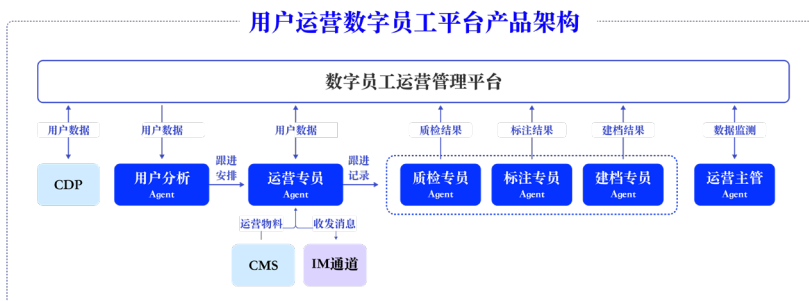 用户运营数字员工平台产品架构
数字员工运营管理平台
用户数据
用户数据
用户数据
质检结果
标注结果
建档结果
数据监测
CDP
用户分析
Agent
跟进
安排
运营专员
Agent
跟进
记录
质检专员
Agent
标注专员
Agent
建档专员
Agent
运营主管
Agent
运营物料
收发消息
CMS
IM通道